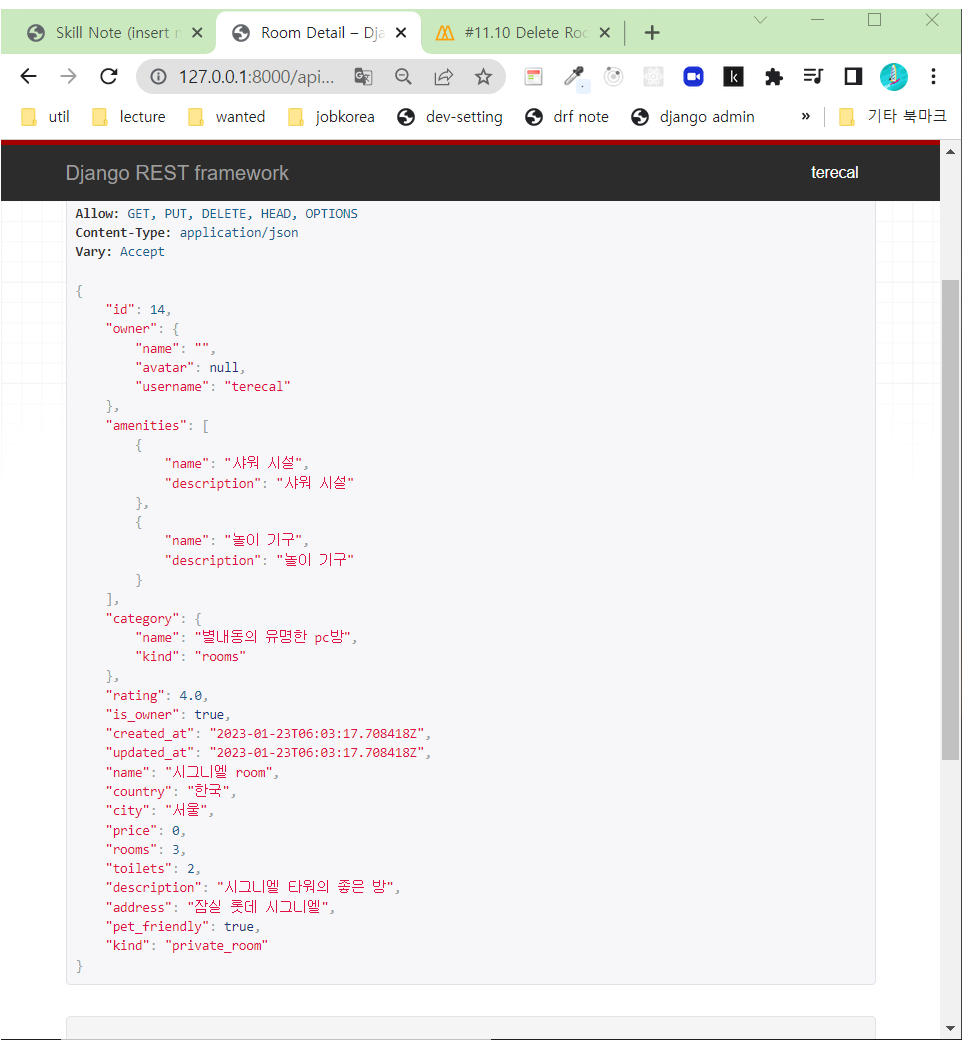 Skill Note (insert n
Room Detail – Dja
#11.10 Delete Roo
127.0.0.1:8000/api...
util
lecture
wanted
jobkorea
dev-setting
drf note
django admin
»
기타 북마크
Django REST framework
terecal
Allow: GET, PUT, DELETE, HEAD, OPTIONS
Content-Type: application/json
Vary: Accept
{
    "id": 14,
    "owner": {
        "name": "",
        "avatar": null,
        "username": "terecal"
    },
    "amenities": [
        {
            "name": "샤워 시설",
            "description": "샤워 시설"
        },
        {
            "name": "놀이 기구",
            "description": "놀이 기구"
        }
    ],
    "category": {
        "name": "별내동의 유명한 pc방",
        "kind": "rooms"
    },
    "rating": 4.0,
    "is_owner": true,
    "created_at": "2023-01-23T06:03:17.708418Z",
    "updated_at": "2023-01-23T06:03:17.708418Z",
    "name": "시그니엘 room",
    "country": "한국",
    "city": "서울",
    "price": 0,
    "rooms": 3,
    "toilets": 2,
    "description": "시그니엘 타워의 좋은 방",
    "address": "잠실 롯데 시그니엘",
    "pet_friendly": true,
    "kind": "private_room"
}